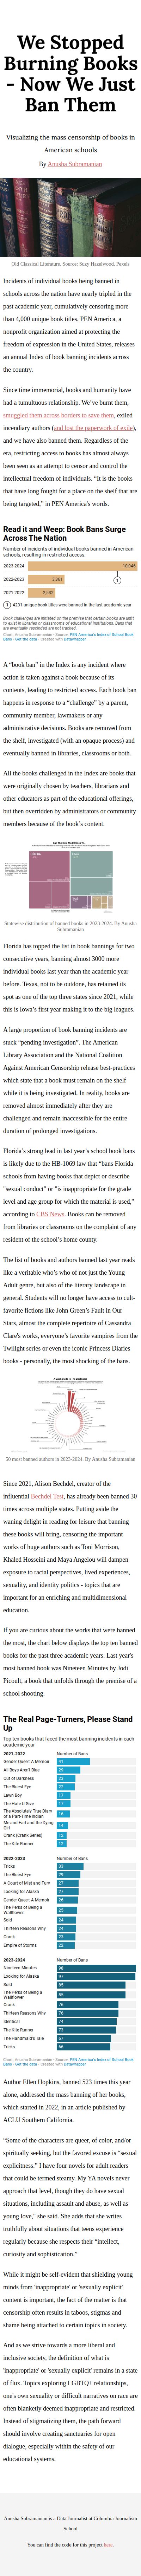 We Stopped
Burning Books
- Now We Just
Ban Them
Visualizing the mass censorship of books in
American schools
By Anusha Subramanian
Old Classical Literature. Source: Suzy Hazelwood, Pexels
Incidents of individual books being banned in
schools across the nation have nearly tripled in the
past academic year, cumulatively censoring more
than 4,000 unique book titles. PEN America, a
nonprofit organization aimed at protecting the
freedom of expression in the United States, releases
an annual Index of book banning incidents across
the country.
Since time immemorial, books and humanity have
had a tumultuous relationship. We've burnt them,
smuggled them across borders to save them, exiled
incendiary authors (and lost the paperwork of exile),
and we have also banned them. Regardless of the
era, restricting access to books has almost always
been seen as an attempt to censor and control the
intellectual freedoms of individuals. “It is books that
have long fought for a place on the shelf that are
being targeted,” in PEN America's words.
Read it and Weep: Book Bans Surge
Across The Nation
Number of incidents of individual books banned in American
schools, resulting in restricted access.
2023-2024 10,046
2022-2023 3,361
2021-2022 2,532
1 4231 unique book titles were banned in the last academic year
Chart: Anusha Subramanian • Source: PEN America's Index of School Book
Bans • Get the data • Created with Datawrapper
A “book ban” in the Index is any incident where any
action is taken against a book because of its
contents, leading to restricted access. Each book ban
happens in response to a “challenge” by a parent,
community member, lawmakers or any
administrative decisions. Books are removed from
the shelf, investigated (with an opaque process) and
eventually banned in libraries, classrooms or both.
All the books challenged in the Index are books that
were originally chosen by teachers, librarians and
other educators as part of the educational offerings,
but then overridden by administrators or community
members because of the book's content.
Statewise distribution of banned books in 2023-2024. By Anusha
Subramanian
Florida has topped the list in book bannings for two
consecutive years, banning almost 3000 more
individual books last year than the academic year
before. Texas, not to be outdone, has retained its
spot as one of the top three states since 2021, while
this is Iowa's first year making it to the big leagues.
A large proportion of book banning incidents are
stuck “pending investigation”. The American
Library Association and the National Coalition
Against American Censorship release best-practices
which state that a book must remain on the shelf
while it is being investigated. In reality, books are
removed almost immediately after they are
challenged and remain inaccessible for the entire
duration of prolonged investigations.
Florida's strong lead in last year's school book bans
is likely due to the HB-1069 law that “bans Florida
schools from having books that depict or describe
"sexual conduct" or "is inappropriate for the grade
level and age group for which the material is used,"
according to CBS News. Books can be removed
from libraries or classrooms on the complaint of any
resident of the school's home county.
The list of books and authors banned last year reads
like a veritable who's who of not just the Young
Adult genre, but also of the literary landscape in
general. Students will no longer have access to cult-
favorite fictions like John Green's Fault in Our
Stars, almost the complete repertoire of Cassandra
Clare's works, everyone's favorite vampires from the
Twilight series or even the iconic Princess Diaries
books - personally, the most shocking of the bans.
50 most banned authors in 2023-2024. By Anusha Subramanian
Since 2021, Alison Bechdel, creator of the
influential Bechdel Test, has already been banned 30
times across multiple states. Putting aside the
waning delight in reading for leisure that banning
these books will bring, censoring the important
works of huge authors such as Toni Morrison,
Khaled Hosseini and Maya Angelou will dampen
exposure to racial perspectives, lived experiences,
sexuality, and identity politics - topics that are
important for an enriching and multidimensional
education.
If you are curious about the works that were banned
the most, the chart below displays the top ten banned
books for the past three academic years. Last year's
most banned book was Nineteen Minutes by Jodi
Picoult, a book that unfolds through the premise of a
school shooting.
The Real Page-Turners, Please Stand
Up
Top ten books that faced the most banning incidents in each
academic year
2021-2022 Number of Bans
Gender Queer: A Memoir 41
All Boys Aren't Blue 29
Out of Darkness
The Bluest Eye 22
Lawn Boy 17
The Hate U Give 17
The Absolutely True Diary
of a Part-Time Indian 16
Me and Earl and the Dying
Girl 14
Crank (Crank Series) 12
The Kite Runner 12
2022-2023 Number of Bans
Tricks
The Bluest Eye
A Court of Mist and Fury 27
Looking for Alaska 27
Gender Queer: A Memoir 26
The Perks of Being a
Wallflower 25
Sold 24
Thirteen Reasons Why 24
Crank 23
Empire of Storms 22
2023-2024 Number of Bans
Nineteen Minutes 98
Looking for Alaska 97
Sold 85
The Perks of Being a
Wallflower 85
Crank 76
Thirteen Reasons Why 76
Identical 74
The Kite Runner 73
The Handmaid's Tale 67
Tricks 66
Chart: Anusha Subramanian • Source: PEN America's Index of School Book
Bans • Get the data • Created with Datawrapper
Author Ellen Hopkins, banned 523 times this year
alone, addressed the mass banning of her books,
which started in 2022, in an article published by
ACLU Southern California.
“Some of the characters are queer, of color, and/or
spiritually seeking, but the favored excuse is “sexual
explicitness.” I have four novels for adult readers
that could be termed steamy. My YA novels never
approach that level, though they do have sexual
situations, including assault and abuse, as well as
young love," she said. She adds that she writes
truthfully about situations that teens experience
regularly because she respects their “intellect,
curiosity and sophistication.”
While it might be self-evident that shielding young
minds from 'inappropriate' or 'sexually explicit'
content is important, the fact of the matter is that
censorship often results in taboos, stigmas and
shame being attached to certain topics in society.
And as we strive towards a more liberal and
inclusive society, the definition of what is
'inappropriate' or 'sexually explicit' remains in a state
of flux. Topics exploring LGBTQ+ relationships,
one's own sexuality or difficult narratives on race are
often blanketly deemed inappropriate and restricted.
Instead of stigmatizing them, the path forward
should involve creating sanctuaries for open
dialogue, especially within the safety of our
educational systems.
Anusha Subramanian is a Data Journalist at Columbia Journalism
School
You can find the code for this project here.